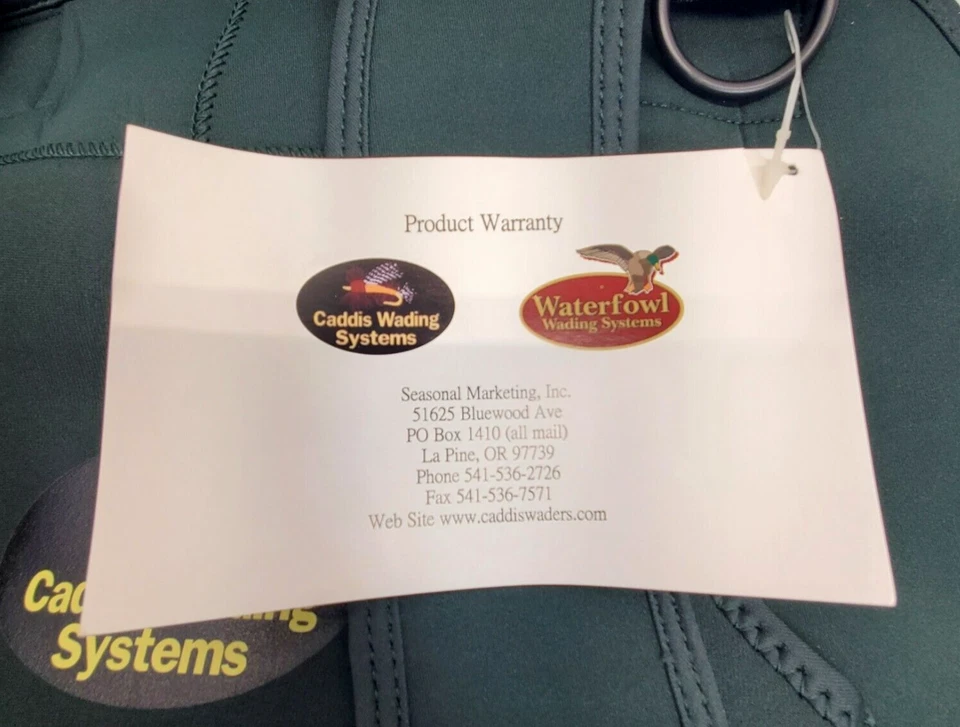 Product Warranty
Caddis Wading
Systems
Waterfowl
Wading Systems
Seasonal Marketing, Inc.
51625 Bluewood Ave
PO Box 1410 (all mail)
La Pine, OR 97739
Phone 541-536-2726
Fax 541-536-7571
Web Site www.caddiswaders.com
Systems